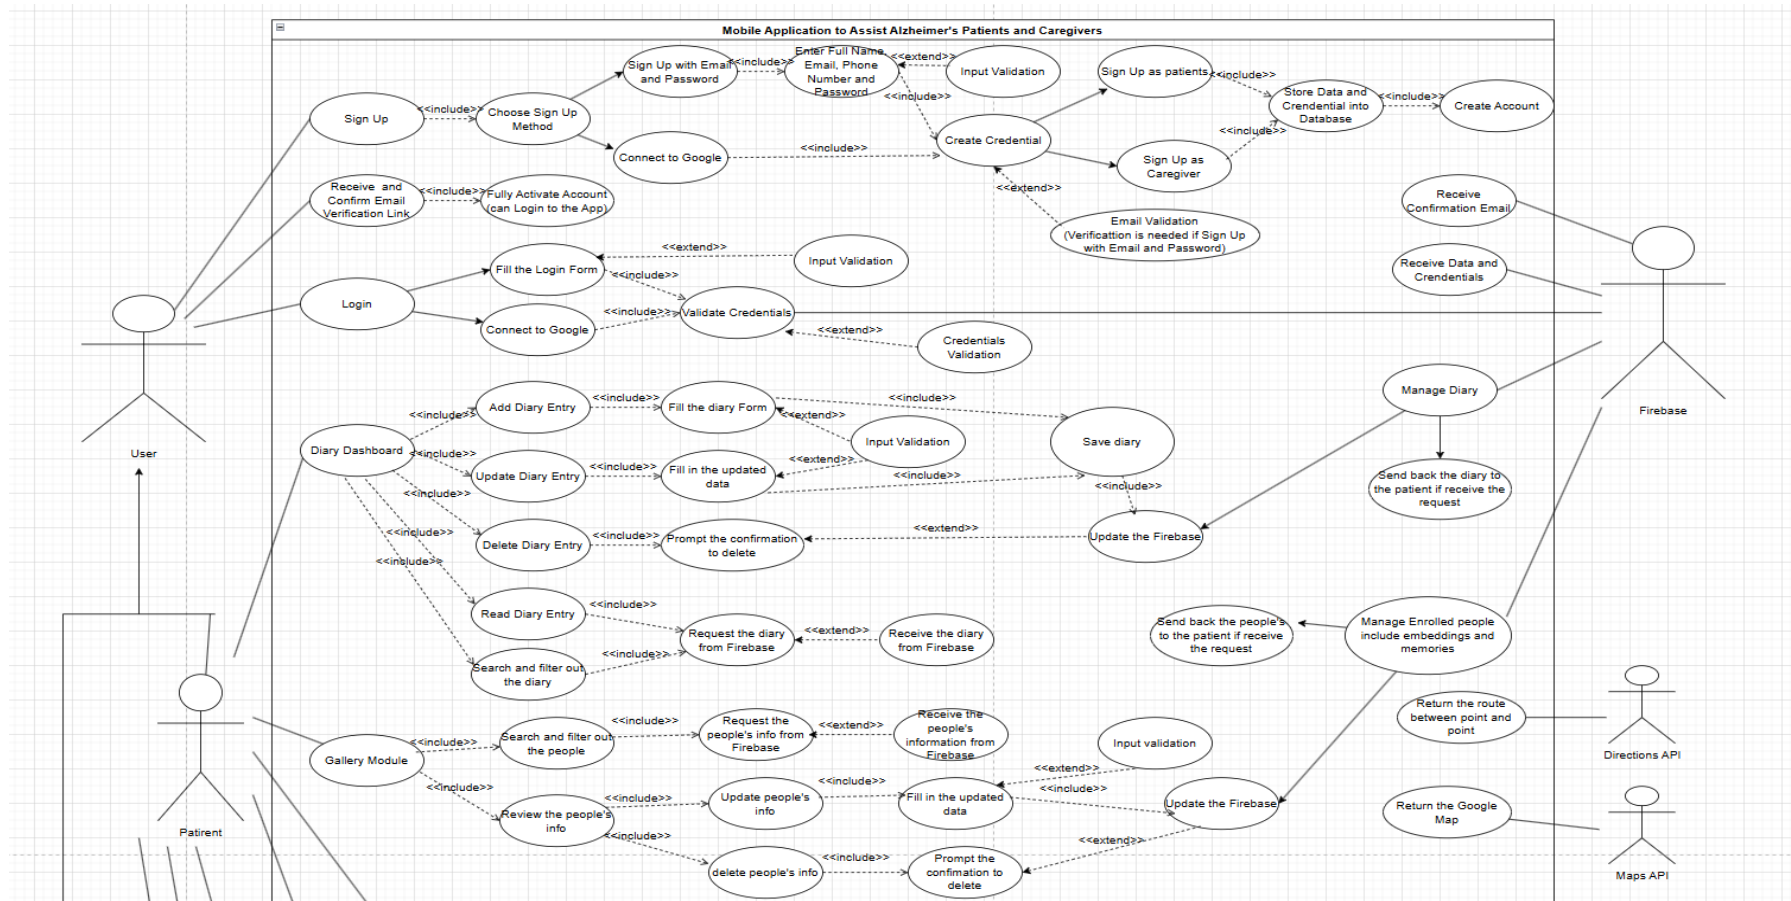 Mobile Application to Assist Alzheimer's Patients and Caregivers
Sign Up
<<include>>
Choose Sign Up
Method
Sign Up with Email
and Password
<<include>>
Enter Full Name,
Email, Phone
Number and
Password
<<extend>>
Input Validation
<<include>>
Connect to Google
<<include>>
Create Credential
Sign Up as patients
<<include>>
Sign Up as
Caregiver
<<include>>
Store Data and
Crendential into
Database
<<include>>
Create Account
<<extend>>
Email Validation
(Verificattion is needed if Sign Up
with Email and Password)
Receive and
Confirm Email
Verification Link
<<include>>
Fully Activate Account
(can Login to the App)
Receive
Confirmation Email
Receive Data and
Crendentials
Login
Fill the Login Form
<<extend>>
Input Validation
<<include>>
Connect to Google
<<include>>
Validate Credentials
<<extend>>
Credentials
Validation
User
Firebase
Manage Diary
Send back the diary to
the patient if receive the
request
Diary Dashboard
<<include>>
Add Diary Entry
<<include>>
Fill the diary Form
<<include>>
<<extend>>
Input Validation
<<extend>>
Save diary
<<include>>
Update Diary Entry
<<include>>
Fill in the updated
data
<<include>>
<<include>>
<<include>>
Delete Diary Entry
<<include>>
Prompt the confirmation
to delete
<<extend>>
Update the Firebase
<<include>>
<<include>>
Read Diary Entry
<<include>>
Request the diary
from Firebase
<<extend>>
Receive the diary
from Firebase
Search and filter out
the diary
<<include>>
Send back the people's
to the patient if receive
the request
Manage Enrolled people
include embeddings and
memories
Patirent
Gallery Module
<<include>>
Search and filter out
the people
<<include>>
Request the
people's info from
Firebase
<<extend>>
Receive the
people's
information from
Firebase
Input validation
Return the route
between point and
point
Directions API
<<include>>
Review the people's
info
<<include>>
Update people's
info
<<include>>
Fill in the updated
data
<<extend>>
<<include>>
Update the Firebase
<<include>>
delete people's info
<<include>>
Prompt the
confimation to
delete
<<extend>>
Return the Google
Map
Maps API